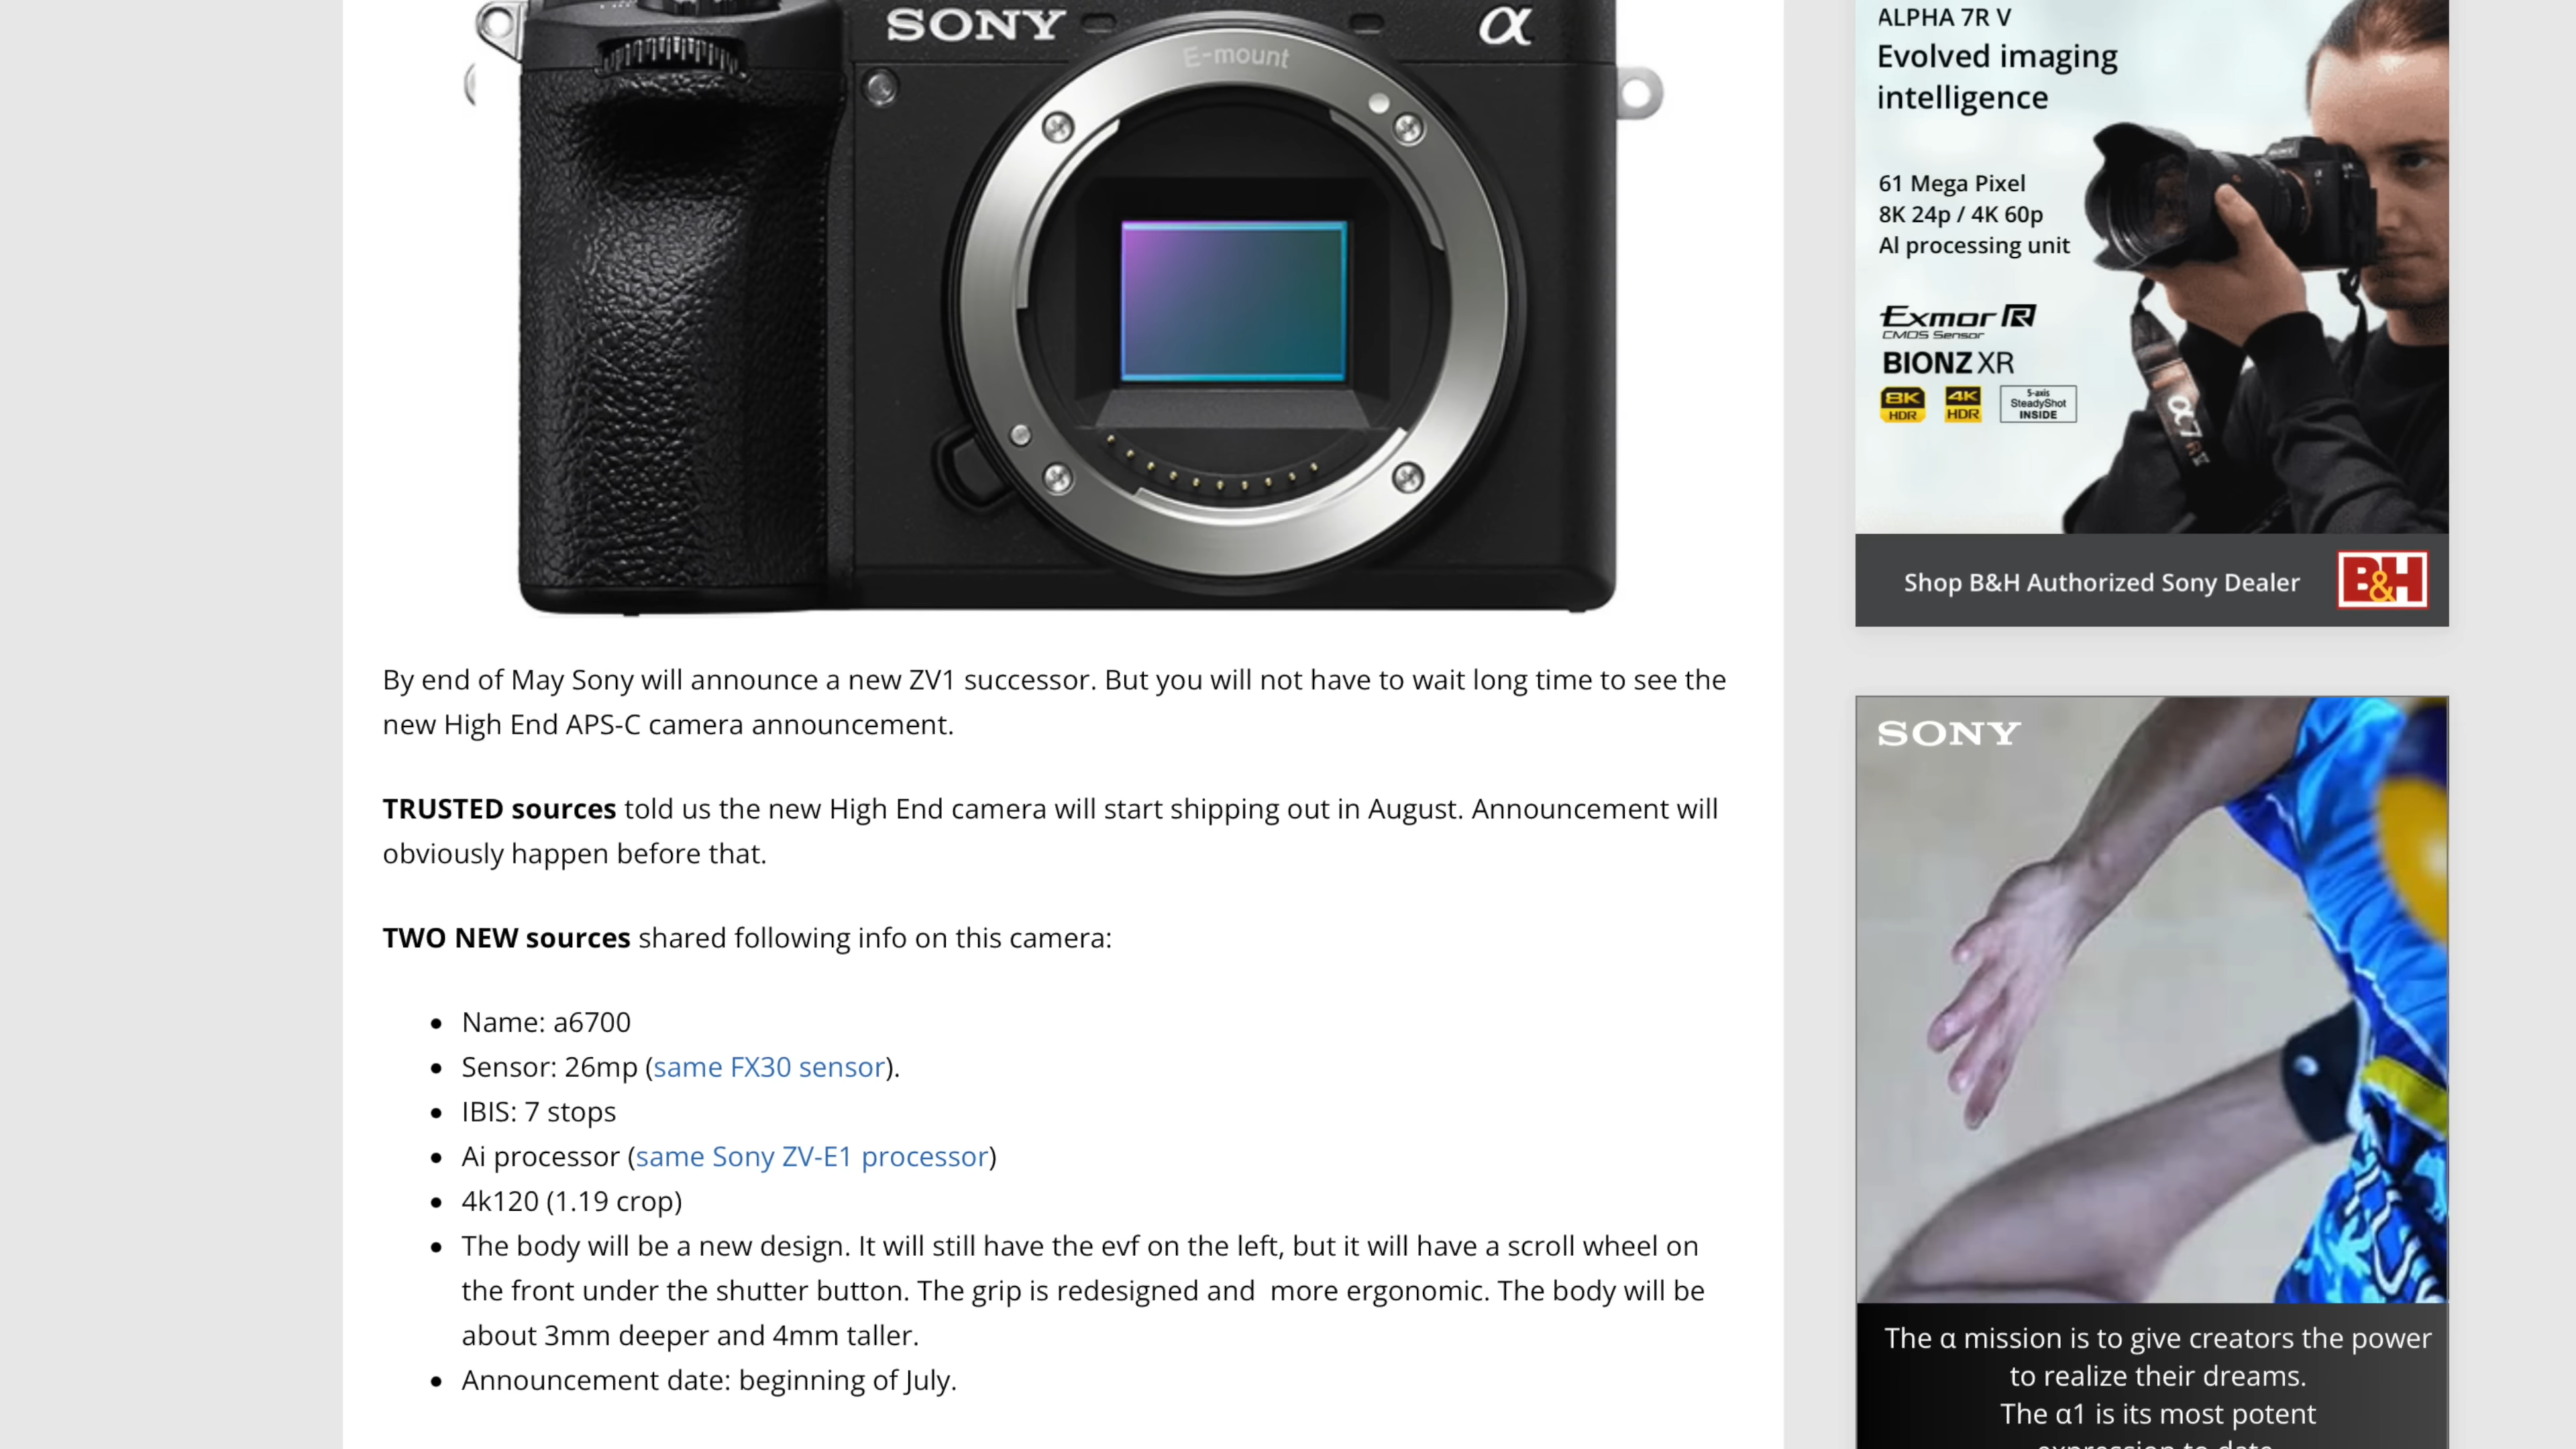 SONY
α
E-mount
By end of May Sony will announce a new ZV1 successor. But you will not have to wait long time to see the
new High End APS-C camera announcement.
TRUSTED sources told us the new High End camera will start shipping out in August. Announcement will
obviously happen before that.
TWO NEW sources shared following info on this camera:
• Name: a6700
• Sensor: 26mp (same FX30 sensor).
• IBIS: 7 stops
• Ai processor (same Sony ZV-E1 processor)
• 4k120 (1.19 crop)
• The body will be a new design. It will still have the evf on the left, but it will have a scroll wheel on
the front under the shutter button. The grip is redesigned and  more ergonomic. The body will be
about 3mm deeper and 4mm taller.
• Announcement date: beginning of July.
ALPHA 7R V
Evolved imaging
intelligence
61 Mega Pixel
8K 24p / 4K 60p
AI processing unit
Exmor R
CMOS Sensor
BIONZ XR
8K HDR
4K HDR
5-axis
SteadyShot
INSIDE
SONY
α7RV
Shop B&H Authorized Sony Dealer
B&H
SONY
The α mission is to give creators the power
to realize their dreams.
The α1 is its most potent
expression to date